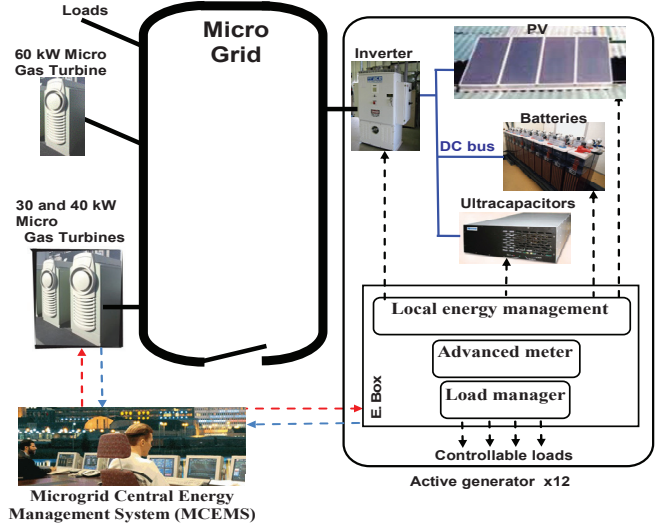 Loads
60 kW Micro
Gas Turbine
30 and 40 kW
Micro
Gas Turbines
Micro
Grid
Inverter
PV
Batteries
DC bus
Ultracapacitors
Local energy management
Advanced meter
Load manager
E. Box
Controllable loads
Active generator x12
Microgrid Central Energy
Management System (MCEMS)